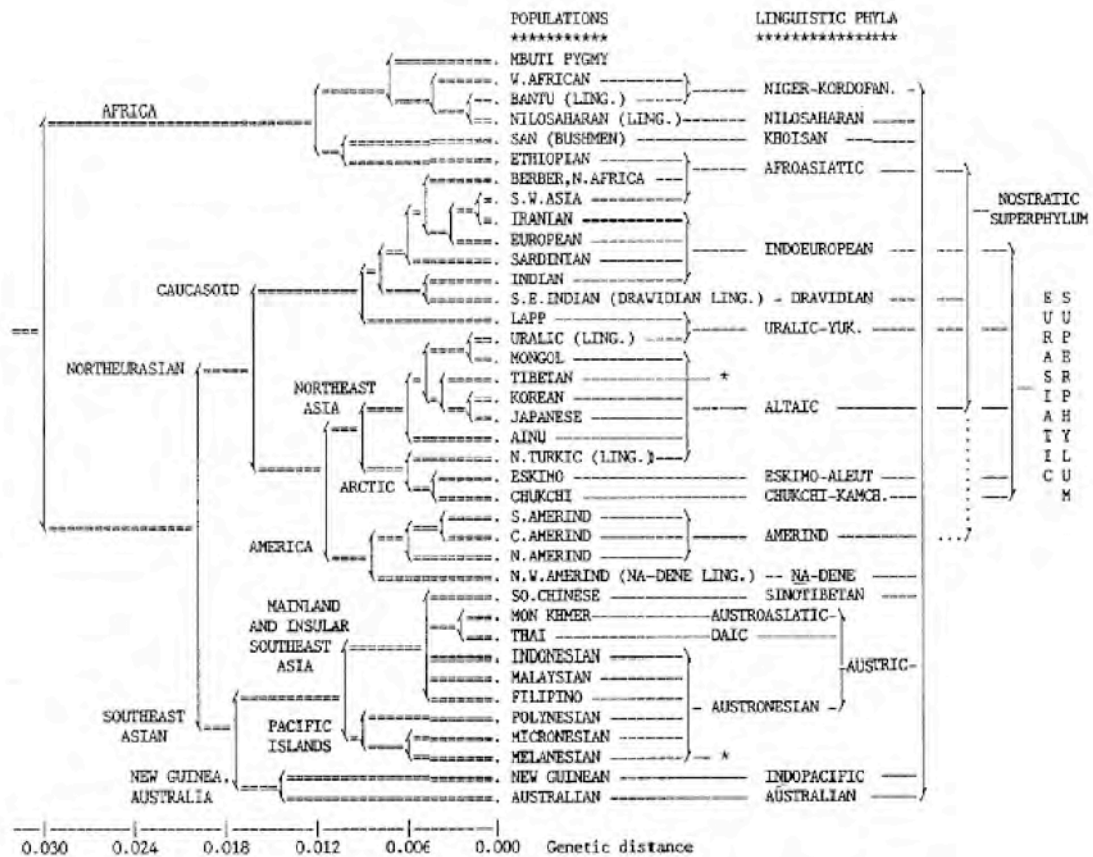 POPULATIONS LINGUISTIC PHYLA
*********** ****************
MBUTI PYGMY
W.AFRICAN
NIGER-KORDOFAN.
BANTU (LING.)
AFRICA
NILOSAHARAN (LING.) NILOSAHARAN
SAN (BUSHMEN) KHOISAN
ETHIOPIAN
AFROASIATIC
BERBER,N.AFRICA
S.W.ASIA
NOSTRATIC
IRANIAN
SUPERPHYLUM
EUROPEAN
INDOEUROPEAN
SARDINIAN
INDIAN
CAUCASOID
S.E.INDIAN (DRAWIDIAN LING.) - DRAVIDIAN
LAPP
URALIC-YUK.
URALIC (LING.)
MONGOL
NORTHEURASIAN
TIBETAN *
NORTHEAST
ASIA
KOREAN
JAPANESE
ALTAIC
AINU
N.TURKIC (LING.)
ARCTIC
ESKIMO ESKIMO-ALEUT
CHUKCHI CHUKCHI-KAMCH.
EURASIATIC
SUPERPHYLUM
S.AMERIND
C.AMERIND
AMERIND
AMERICA
N.AMERIND
N.W.AMERIND (NA-DENE LING.) -- NA-DENE
SO.CHINESE SINOTIBETAN
MAINLAND
AND INSULAR
SOUTHEAST
ASIA
MON KHMER AUSTROASIATIC
THAI DAIC
INDONESIAN
AUSTRIC
MALAYSIAN
FILIPINO
AUSTRONESIAN
SOUTHEAST
ASIAN
PACIFIC
ISLANDS
POLYNESIAN
MICRONESIAN
MELANESIAN *
NEW GUINEA,
AUSTRALIA
NEW GUINEAN INDOPACIFIC
AUSTRALIAN AUSTRALIAN
0.030 0.024 0.018 0.012 0.006 0.000 Genetic distance